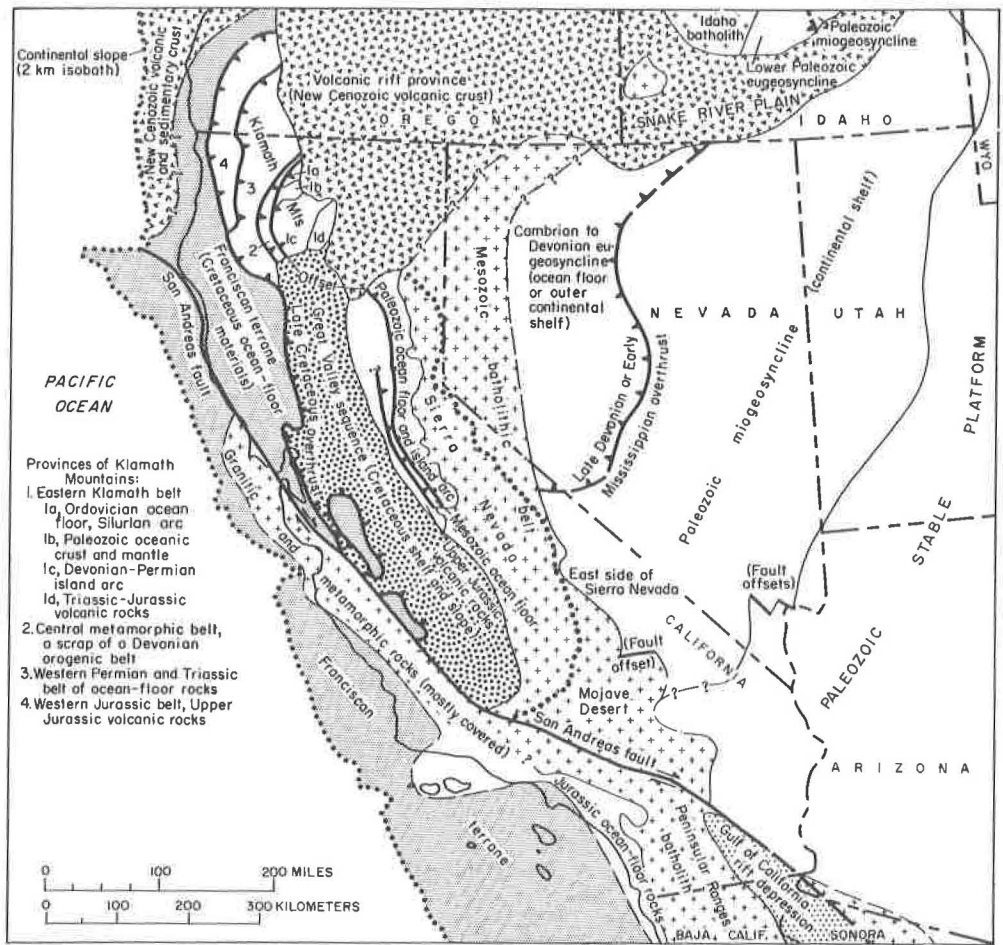 Continental slope
(2 km isobath)
New Cenozoic volcanic
and sedimentary crust
Volcanic rift province
(New Cenozoic volcanic crust)
OREGON
Idaho
batholith
Paleozoic
miogeosyncline
Lower Paleozoic
eugeosyncline
SNAKE RIVER PLAIN
IDAHO
WYO
Klamath
Mts
4
3
2
1a
1b
1c
1d
Offset
?
?
?
?
?
San Andreas fault
Franciscan terrane
(Cretaceous ocean-floor
materials)
Late Cretaceous overthrust
Great Valley sequence (Cretaceous shelf and slope)
Paleozoic ocean floor and island arc
?
Mesozoic
batholithic
belt
Sierra
Nevada
Cambrian to
Devonian eu-
geosyncline
(ocean floor
or outer
continental
shelf)
Late Devonian or Early
Mississippian overthrust
NEVADA
UTAH
Paleozoic
miogeosyncline
(continental shelf)
PLATFORM
STABLE
PALEOZOIC
PACIFIC
OCEAN
Granitic and metamorphic rocks (mostly covered)
?
Upper Jurassic
volcanic rocks
Mesozoic ocean floor
East side of
Sierra Nevada
(Fault
offsets)
CALIFORNIA
(Fault
offset)
? ?
Mojave
Desert
San Andreas fault
ARIZONA
Franciscan
terrane
Jurassic ocean-floor rocks
Peninsular Ranges
batholith
Gulf of California
rift depression
BAJA CALIF.
SONORA
Provinces of Klamath
Mountains:
1. Eastern Klamath belt
1a, Ordovician ocean
floor, Silurian arc
1b, Paleozoic oceanic
crust and mantle
1c, Devonian-Permian
island arc
1d, Triassic-Jurassic
volcanic rocks
2. Central metamorphic belt,
a scrap of a Devonian
orogenic belt
3. Western Permian and Triassic
belt of ocean-floor rocks
4. Western Jurassic belt, Upper
Jurassic volcanic rocks
0 100 200 MILES
0 100 200 300 KILOMETERS